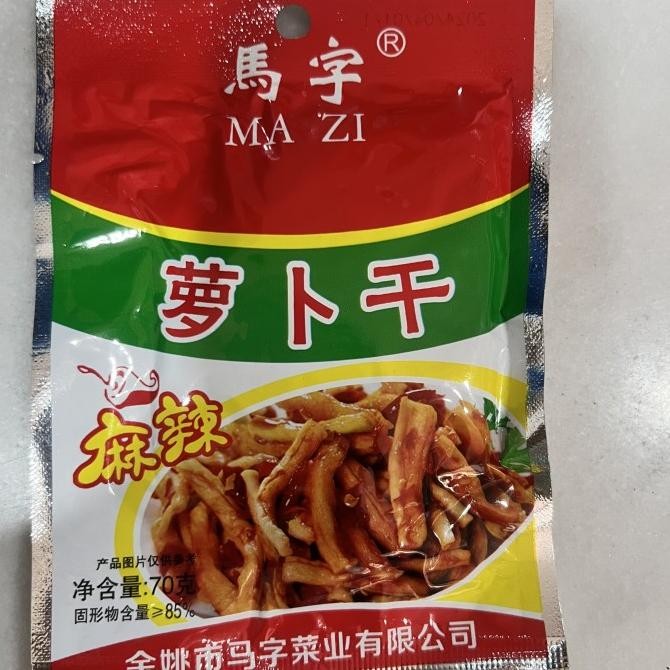 馬字®
MA ZI
萝卜干
麻辣
产品图片仅供参考
净含量:70克
固形物含量≥85%
余姚市马字菜业有限公司